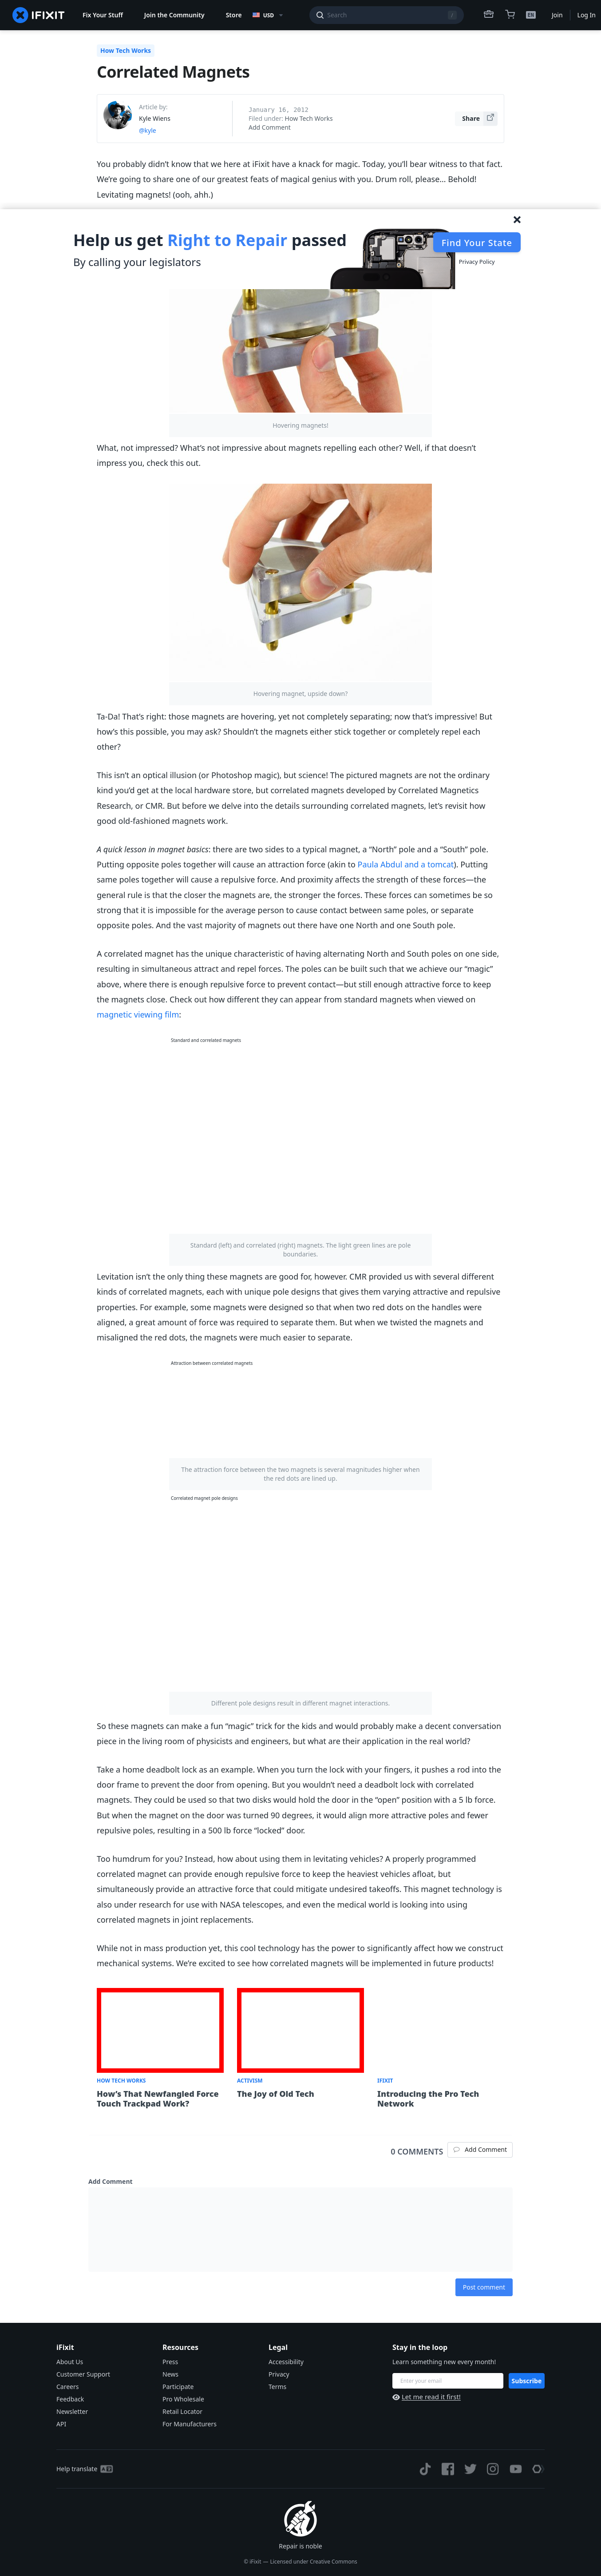 IFIXIT
Fix Your Stuff
Join the Community
Store
USD
Search
/
EN
Join
Log In
How Tech Works
Correlated Magnets
Article by:
Kyle Wiens
@kyle
January 16, 2012
Filed under: How Tech Works
Add Comment
Share
You probably didn’t know that we here at iFixit have a knack for magic. Today, you’ll bear witness to that fact.
We’re going to share one of our greatest feats of magical genius with you. Drum roll, please… Behold!
Levitating magnets! (ooh, ahh.)
Help us get Right to Repair passed
By calling your legislators
Find Your State
Privacy Policy
Hovering magnets!
What, not impressed? What’s not impressive about magnets repelling each other? Well, if that doesn’t
impress you, check this out.
Hovering magnet, upside down?
Ta-Da! That’s right: those magnets are hovering, yet not completely separating; now that’s impressive! But
how’s this possible, you may ask? Shouldn’t the magnets either stick together or completely repel each
other?
This isn’t an optical illusion (or Photoshop magic), but science! The pictured magnets are not the ordinary
kind you’d get at the local hardware store, but correlated magnets developed by Correlated Magnetics
Research, or CMR. But before we delve into the details surrounding correlated magnets, let’s revisit how
good old-fashioned magnets work.
A quick lesson in magnet basics: there are two sides to a typical magnet, a “North” pole and a “South” pole.
Putting opposite poles together will cause an attraction force (akin to Paula Abdul and a tomcat). Putting
same poles together will cause a repulsive force. And proximity affects the strength of these forces—the
general rule is that the closer the magnets are, the stronger the forces. These forces can sometimes be so
strong that it is impossible for the average person to cause contact between same poles, or separate
opposite poles. And the vast majority of magnets out there have one North and one South pole.
A correlated magnet has the unique characteristic of having alternating North and South poles on one side,
resulting in simultaneous attract and repel forces. The poles can be built such that we achieve our “magic”
above, where there is enough repulsive force to prevent contact—but still enough attractive force to keep
the magnets close. Check out how different they can appear from standard magnets when viewed on
magnetic viewing film:
Standard and correlated magnets
Standard (left) and correlated (right) magnets. The light green lines are pole
boundaries.
Levitation isn’t the only thing these magnets are good for, however. CMR provided us with several different
kinds of correlated magnets, each with unique pole designs that gives them varying attractive and repulsive
properties. For example, some magnets were designed so that when two red dots on the handles were
aligned, a great amount of force was required to separate them. But when we twisted the magnets and
misaligned the red dots, the magnets were much easier to separate.
Attraction between correlated magnets
The attraction force between the two magnets is several magnitudes higher when
the red dots are lined up.
Correlated magnet pole designs
Different pole designs result in different magnet interactions.
So these magnets can make a fun “magic” trick for the kids and would probably make a decent conversation
piece in the living room of physicists and engineers, but what are their application in the real world?
Take a home deadbolt lock as an example. When you turn the lock with your fingers, it pushes a rod into the
door frame to prevent the door from opening. But you wouldn’t need a deadbolt lock with correlated
magnets. They could be used so that two disks would hold the door in the “open” position with a 5 lb force.
But when the magnet on the door was turned 90 degrees, it would align more attractive poles and fewer
repulsive poles, resulting in a 500 lb force “locked” door.
Too humdrum for you? Instead, how about using them in levitating vehicles? A properly programmed
correlated magnet can provide enough repulsive force to keep the heaviest vehicles afloat, but
simultaneously provide an attractive force that could mitigate undesired takeoffs. This magnet technology is
also under research for use with NASA telescopes, and even the medical world is looking into using
correlated magnets in joint replacements.
While not in mass production yet, this cool technology has the power to significantly affect how we construct
mechanical systems. We’re excited to see how correlated magnets will be implemented in future products!
HOW TECH WORKS
How’s That Newfangled Force
Touch Trackpad Work?
ACTIVISM
The Joy of Old Tech
IFIXIT
Introducing the Pro Tech
Network
0 COMMENTS
Add Comment
Add Comment
Post comment
iFixit
About Us
Customer Support
Careers
Feedback
Newsletter
API
Resources
Press
News
Participate
Pro Wholesale
Retail Locator
For Manufacturers
Legal
Accessibility
Privacy
Terms
Stay in the loop
Learn something new every month!
Enter your email
Subscribe
Let me read it first!
Help translate
Repair is noble
© iFixit — Licensed under Creative Commons